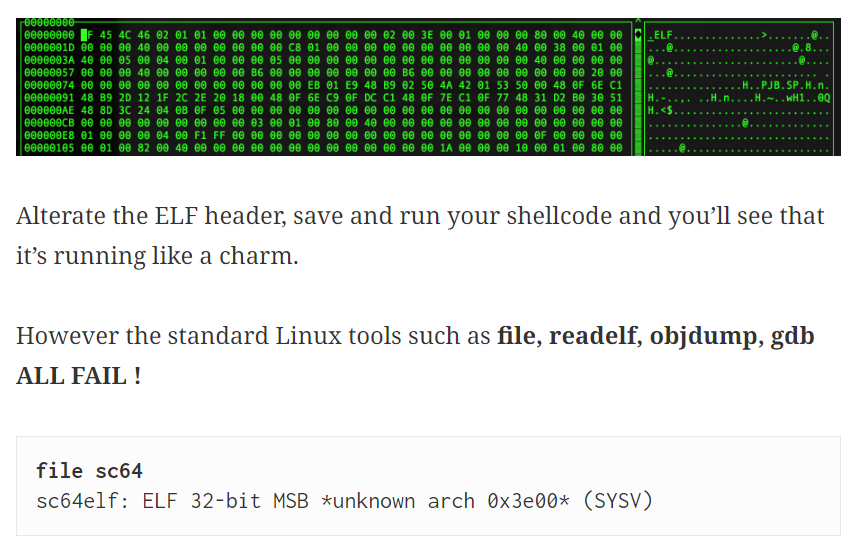 00000000
00000000 7F 45 4C 46 02 01 01 00 00 00 00 00 00 00 00 00 02 00 3E 00 01 00 00 00 80 00 40 00 00 _ELF............>.......@..
0000001D 00 00 00 40 00 00 00 00 00 00 00 C8 01 00 00 00 00 00 00 00 00 00 00 40 00 38 00 01 00 ...@...................@.8...
0000003A 40 00 05 00 04 00 01 00 00 00 05 00 00 00 00 00 00 00 00 00 00 00 00 00 40 00 00 00 00 @.......................@....
00000057 00 00 00 40 00 00 00 00 00 B6 00 00 00 00 00 00 00 B6 00 00 00 00 00 00 00 00 00 20 00 ...@.........................
00000074 00 00 00 00 00 00 00 00 00 00 00 00 EB 01 E9 48 B9 02 50 4A 42 01 53 50 00 48 0F 6E C1 ...............H..PJB.SP.H.n.
00000091 48 B9 2D 12 1F 2C 2E 20 18 00 48 0F 6E C9 0F DC C1 48 0F 7E C1 0F 77 48 31 D2 B0 30 51
000000AE 48 8D 3C 24 04 0B 0F 05 00 00 00 00 00 00 00 00 00 00 00 00 00 00 00 00 00 00 00 00 00 H.<$.........................
000000CB 00 00 00 00 00 00 00 00 00 03 00 01 00 80 00 40 00 00 00 00 00 00 00 00 00 00 00 00 00 ...............@.............
000000E8 01 00 00 00 04 00 F1 FF 00 00 00 00 00 00 00 00 00 00 00 00 00 00 00 00 0F 00 00 00 00 .............................
00000105 00 01 00 82 00 40 00 00 00 00 00 00 00 00 00 00 00 00 00 1A 00 00 00 10 00 01 00 80 00 .....@.......................
Alterate the ELF header, save and run your shellcode and you’ll see that
it’s running like a charm.
However the standard Linux tools such as file, readelf, objdump, gdb
ALL FAIL !
file sc64
sc64elf: ELF 32-bit MSB *unknown arch 0x3e00* (SYSV)